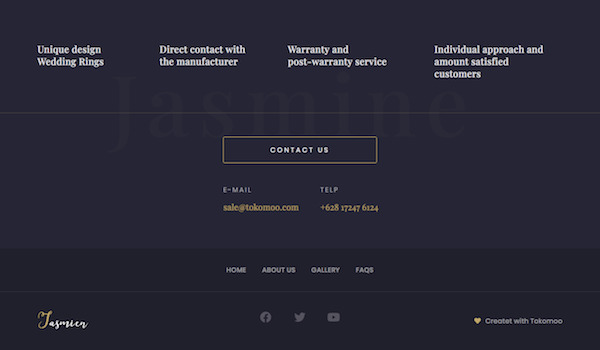 Unique design
Wedding Rings
Direct contact with
the manufacturer
Warranty and
post-warranty service
Individual approach and
amount satisfied
customers
Jasmine
CONTACT US
E-MAIL
TELP
sale@tokomoo.com
+628 17247 6124
HOME
ABOUT US
GALLERY
FAQS
Jasmien
Createt with Tokomoo